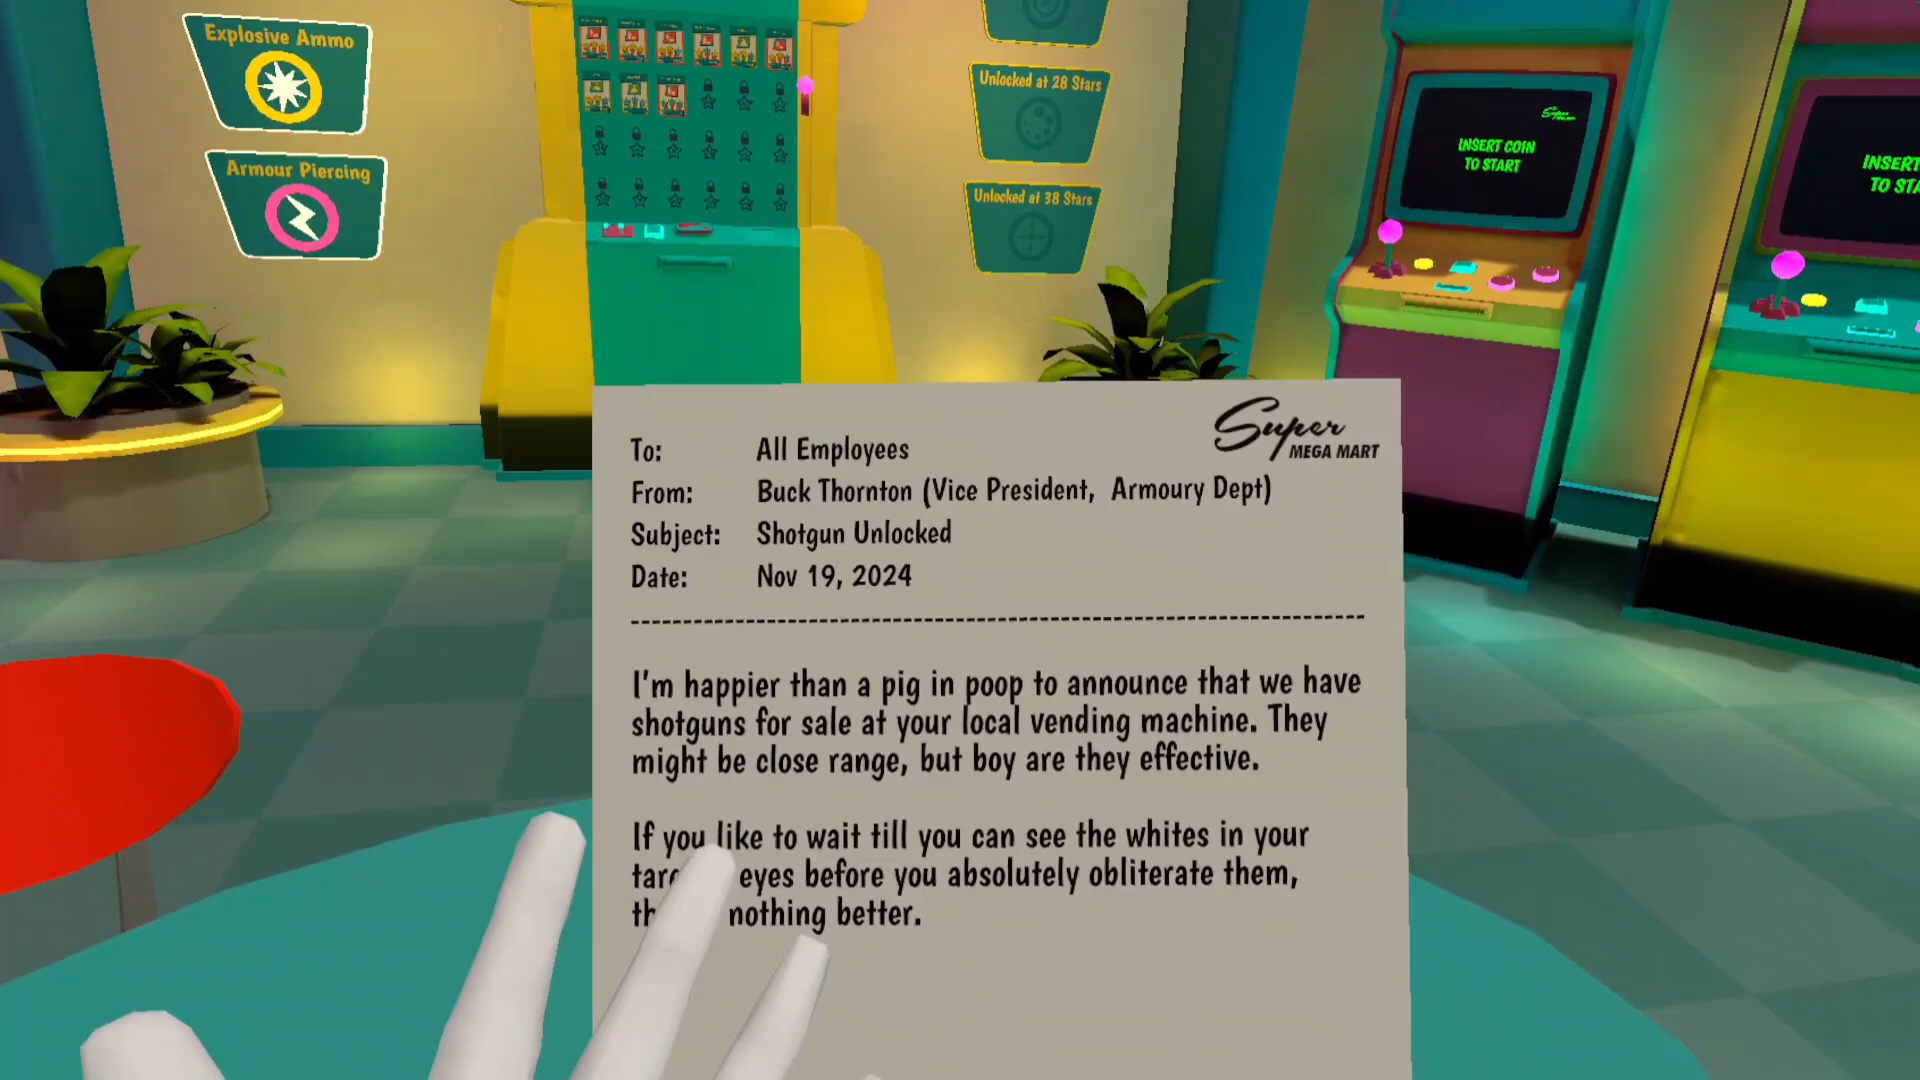 Explosive Ammo
Armour Piercing
Unlocked at 28 Stars
Unlocked at 38 Stars
Super
INSERT COIN
TO START
INSERT
TO
Super
MEGA MART
To: All Employees
From: Buck Thornton (Vice President, Armoury Dept)
Subject: Shotgun Unlocked
Date: Nov 19, 2024
I'm happier than a pig in poop to announce that we have
shotguns for sale at your local vending machine. They
might be close range, but boy are they effective.
If you like to wait till you can see the whites in your
eyes before you absolutely obliterate them,
nothing better.